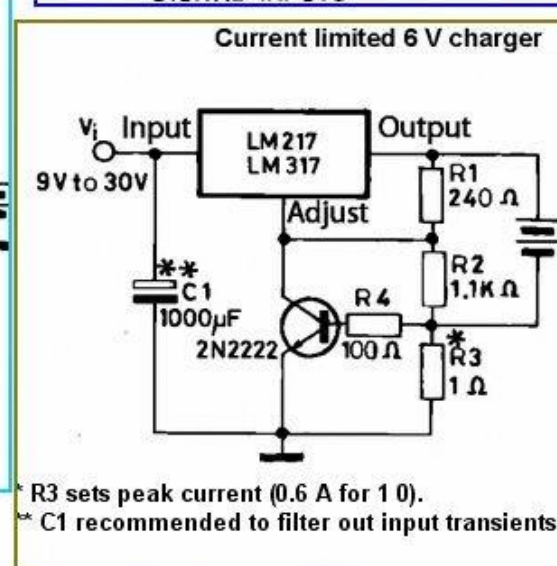 Current limited 6 V charger
Vi Input
LM217
LM317
Output
9V to 30V
Adjust
R1
240 Ω
R2
1.1K Ω
**
C1
1000µF
2N2222
R4
100 Ω
*
R3
1 Ω
* R3 sets peak current (0.6 A for 1 0).
** C1 recommended to filter out input transients